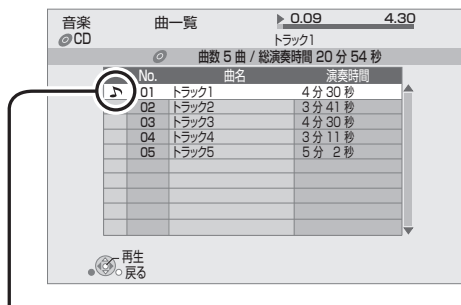 音楽 曲一覧 0.09 4.30
CD トラック1
曲数 5 曲 / 総演奏時間 20 分 54 秒
No. 曲名 演奏時間
01 トラック1 4 分 30 秒
02 トラック2 3 分 41 秒
03 トラック3 4 分 30 秒
04 トラック4 3 分 11 秒
05 トラック5 5 分 2 秒
再生
戻る